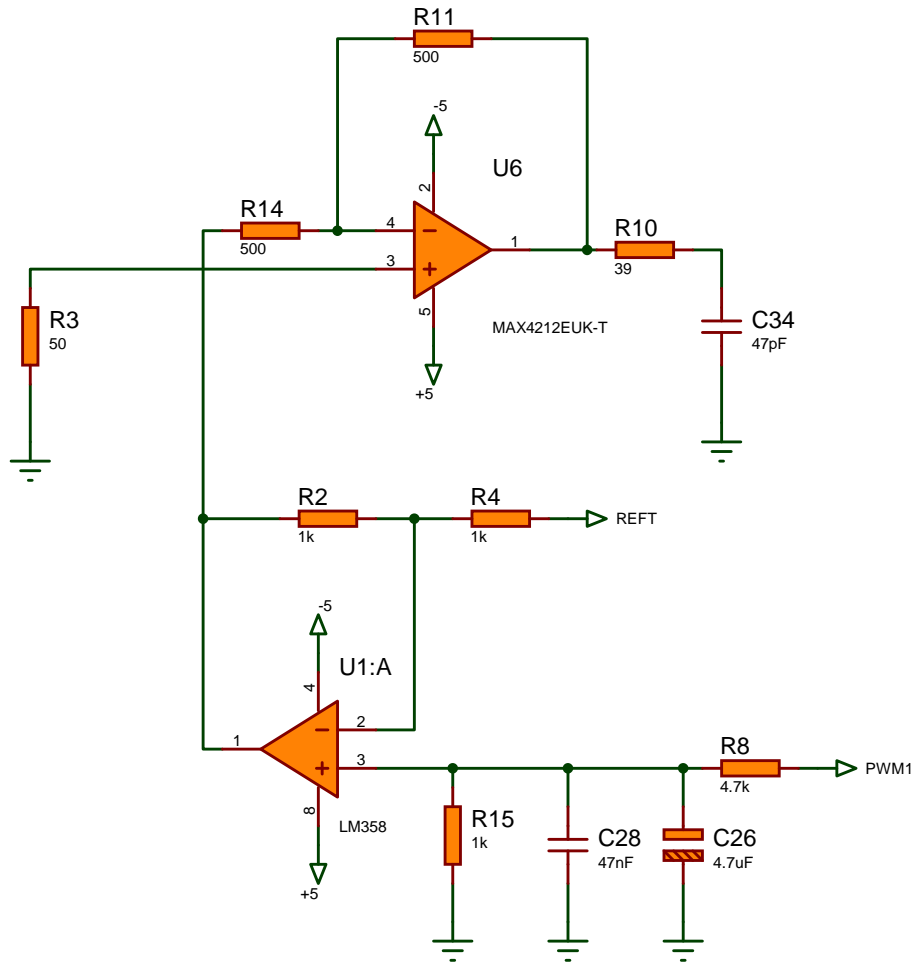 R11
500
-5
U6
2
R14
500
4
3
1
R10
39
R3
50
5
MAX4212EUK-T
C34
47pF
+5
R2
1k
R4
1k
REFT
-5
U1:A
4
1
2
3
R8
4.7k
PWM1
8
LM358
R15
1k
C28
47nF
C26
4.7uF
+5